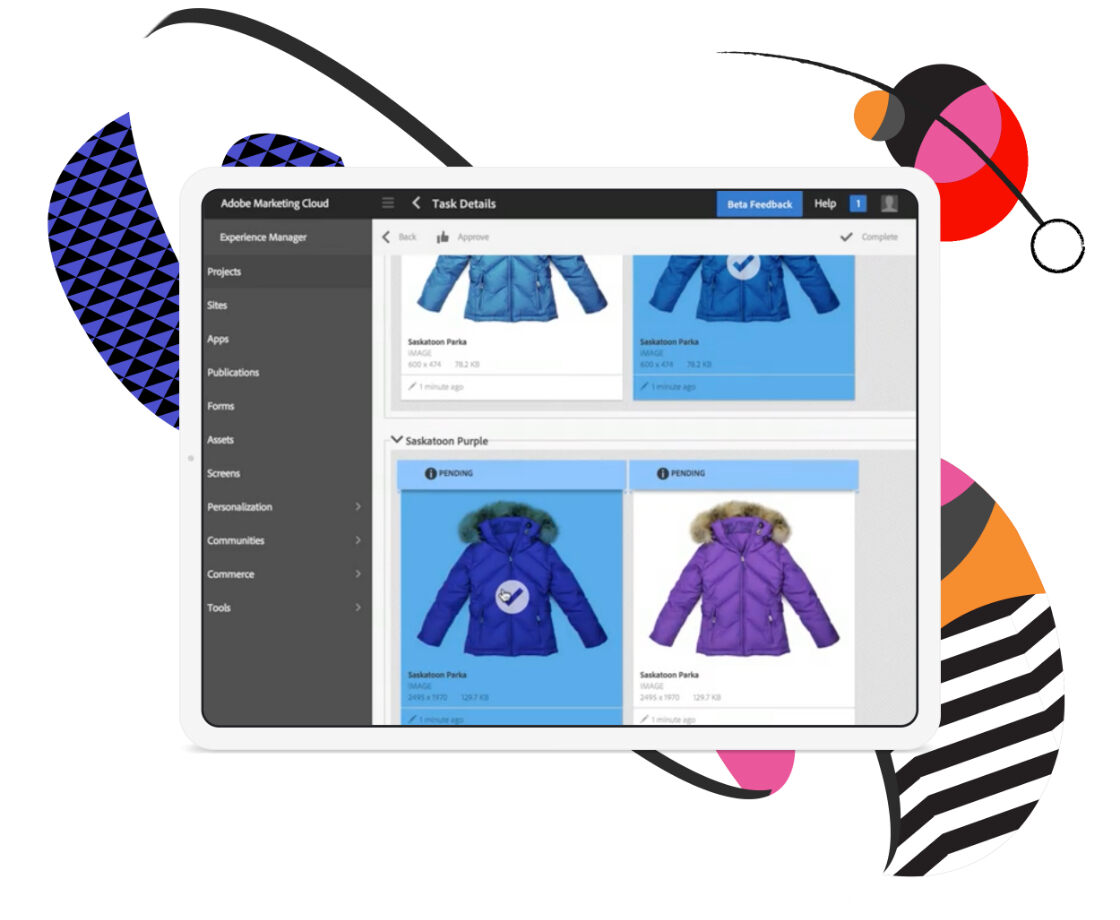 Adobe Marketing Cloud
Task Details
Beta Feedback
Help
1
Experience Manager
Back
Approve
Complete
Projects
Sites
Apps
Publications
Forms
Assets
Screens
Personalization
Communities
Commerce
Tools
Saskatoon Parka
IMAGE
600 x 474 78.2 KB
1 minute ago
Saskatoon Parka
IMAGE
600 x 474 78.2 KB
1 minute ago
Saskatoon Purple
PENDING
PENDING
Saskatoon Parka
IMAGE
2495 x 1970 129.7 KB
1 minute ago
Saskatoon Parka
IMAGE
2495 x 1970 129.7 KB
1 minute ago